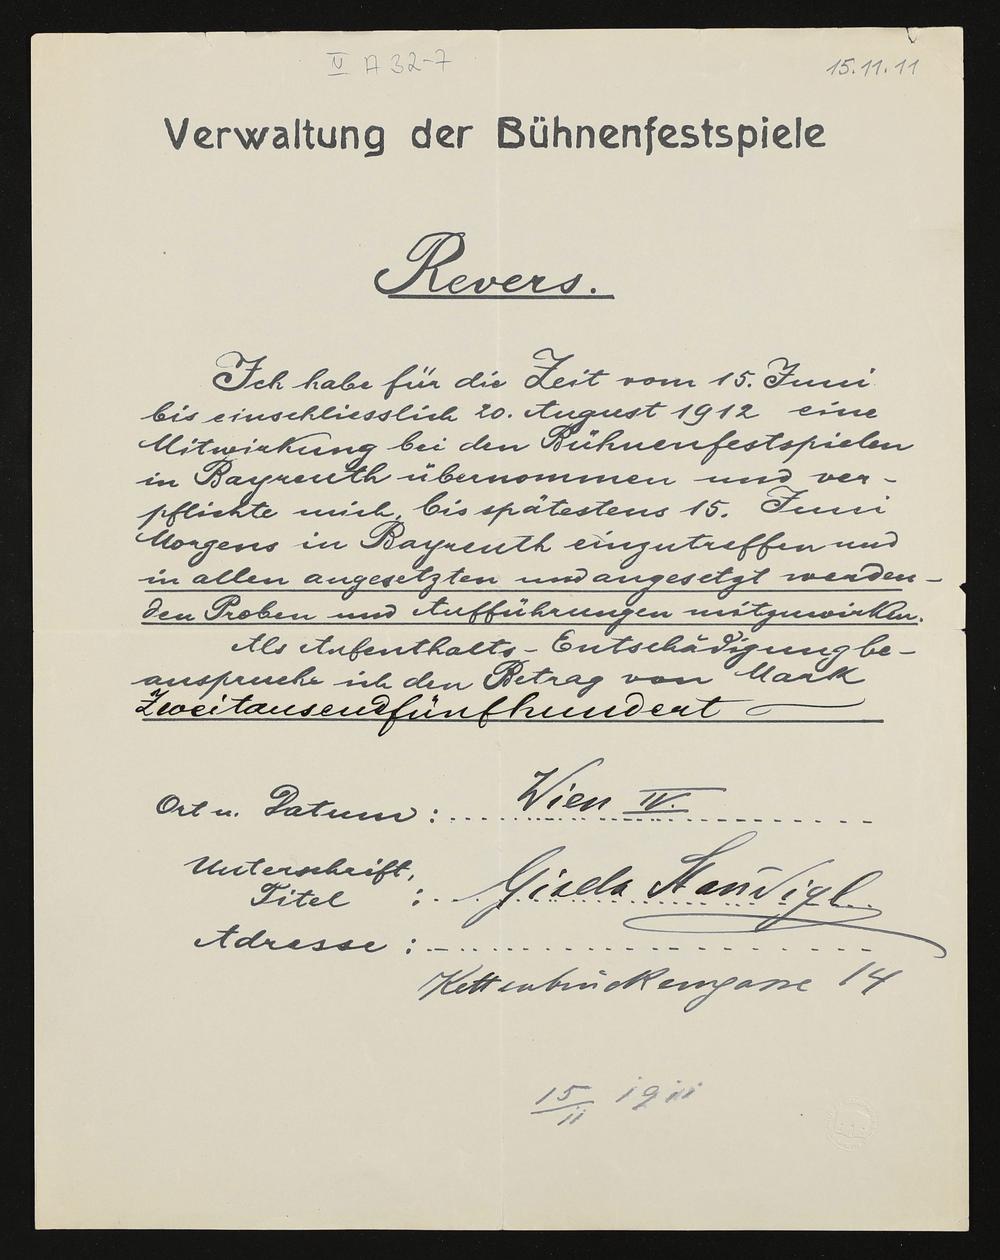 IV A 32-7
15.11.11
Verwaltung der Bühnenfestspiele
Revers.
Ich habe für die Zeit vom 15. Juni
bis einschliesslich 20. August 1912 eine
Mitwirkung bei den Bühnenfestspielen
in Bayreuth übernommen und ver-
pflichte mich, bis spätestens 15. Juni
Morgens in Bayreuth einzutreffen und
in allen angesetzten und angesetzt werden-
den Proben und Aufführungen mitzuwirken.
Als Aufenthalts-Entschädigung be-
anspruche ich den Betrag von Mark
Zweitausendfünfhundert
Ort u. Datum: Wien IV.
Unterschrift,
Titel : Gisela Staudigl
Adresse:
Kettenbrückengasse 14
15/11 1911